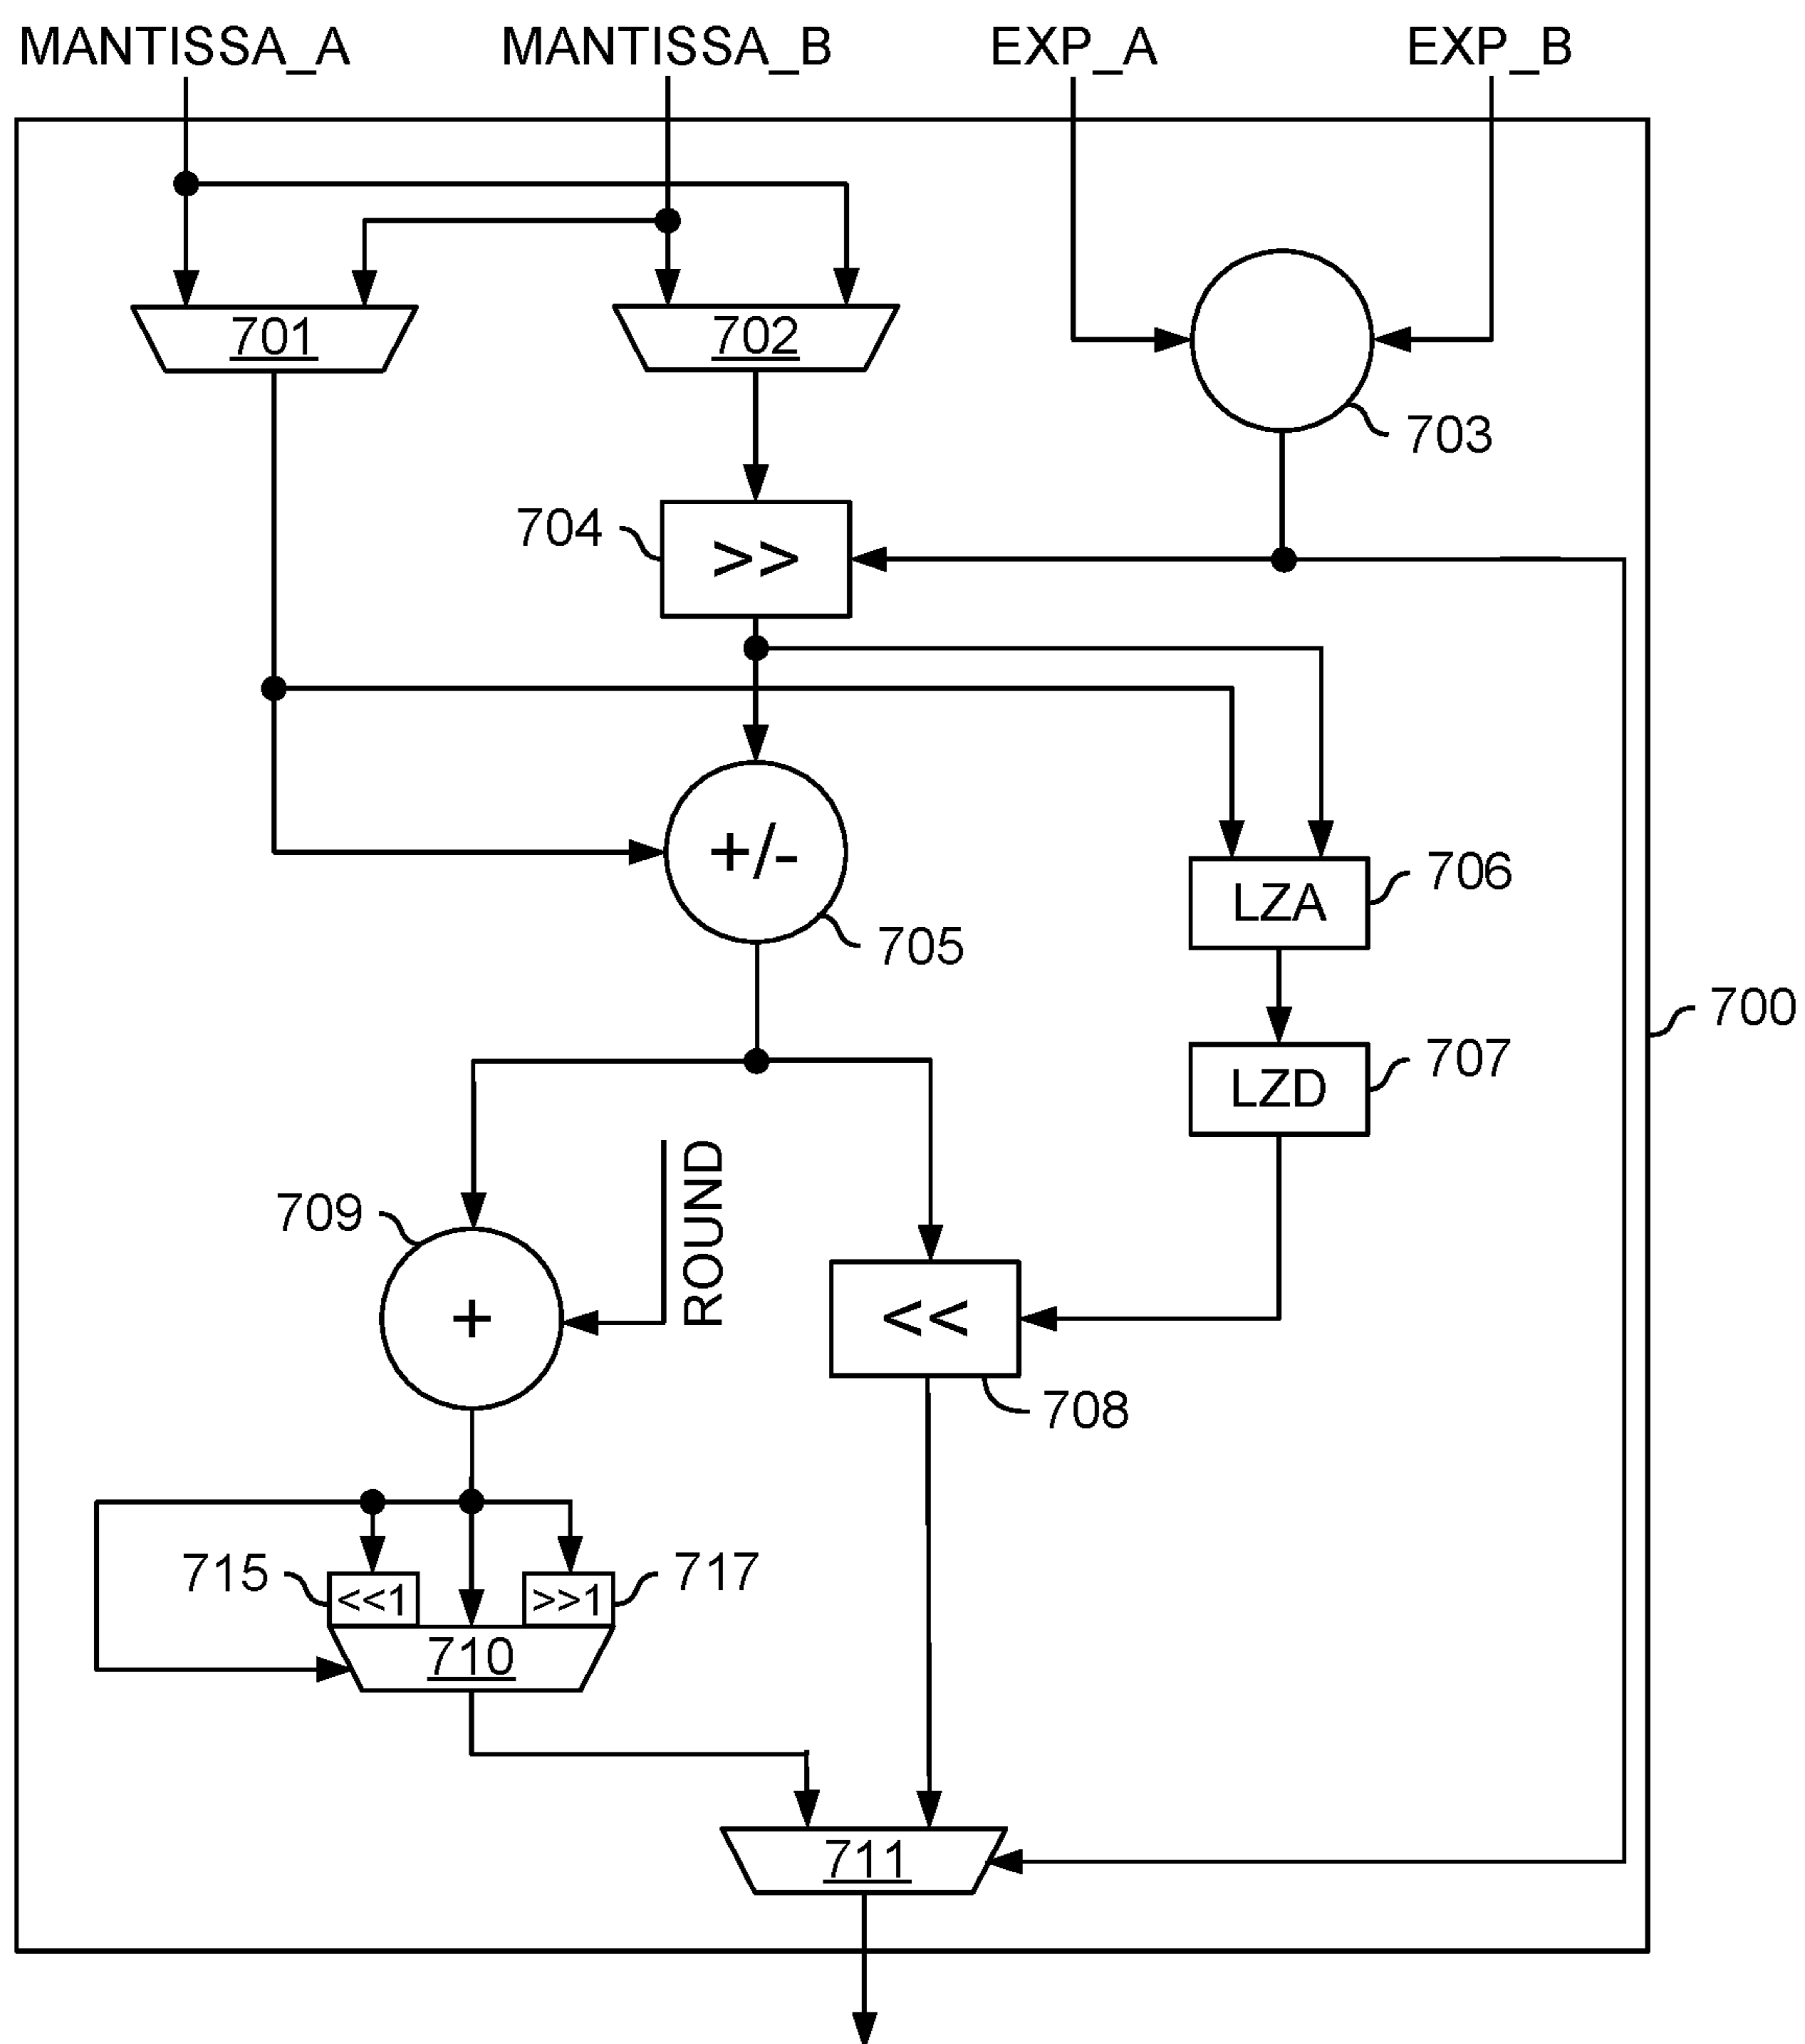 MANTISSA_A MANTISSA_B EXP_A EXP_B
701 702
703
704 >>
+/-
705
LZA 706
700
LZD 707
ROUND
709
+ <<
708
715 <<1 >>1 717
710
711